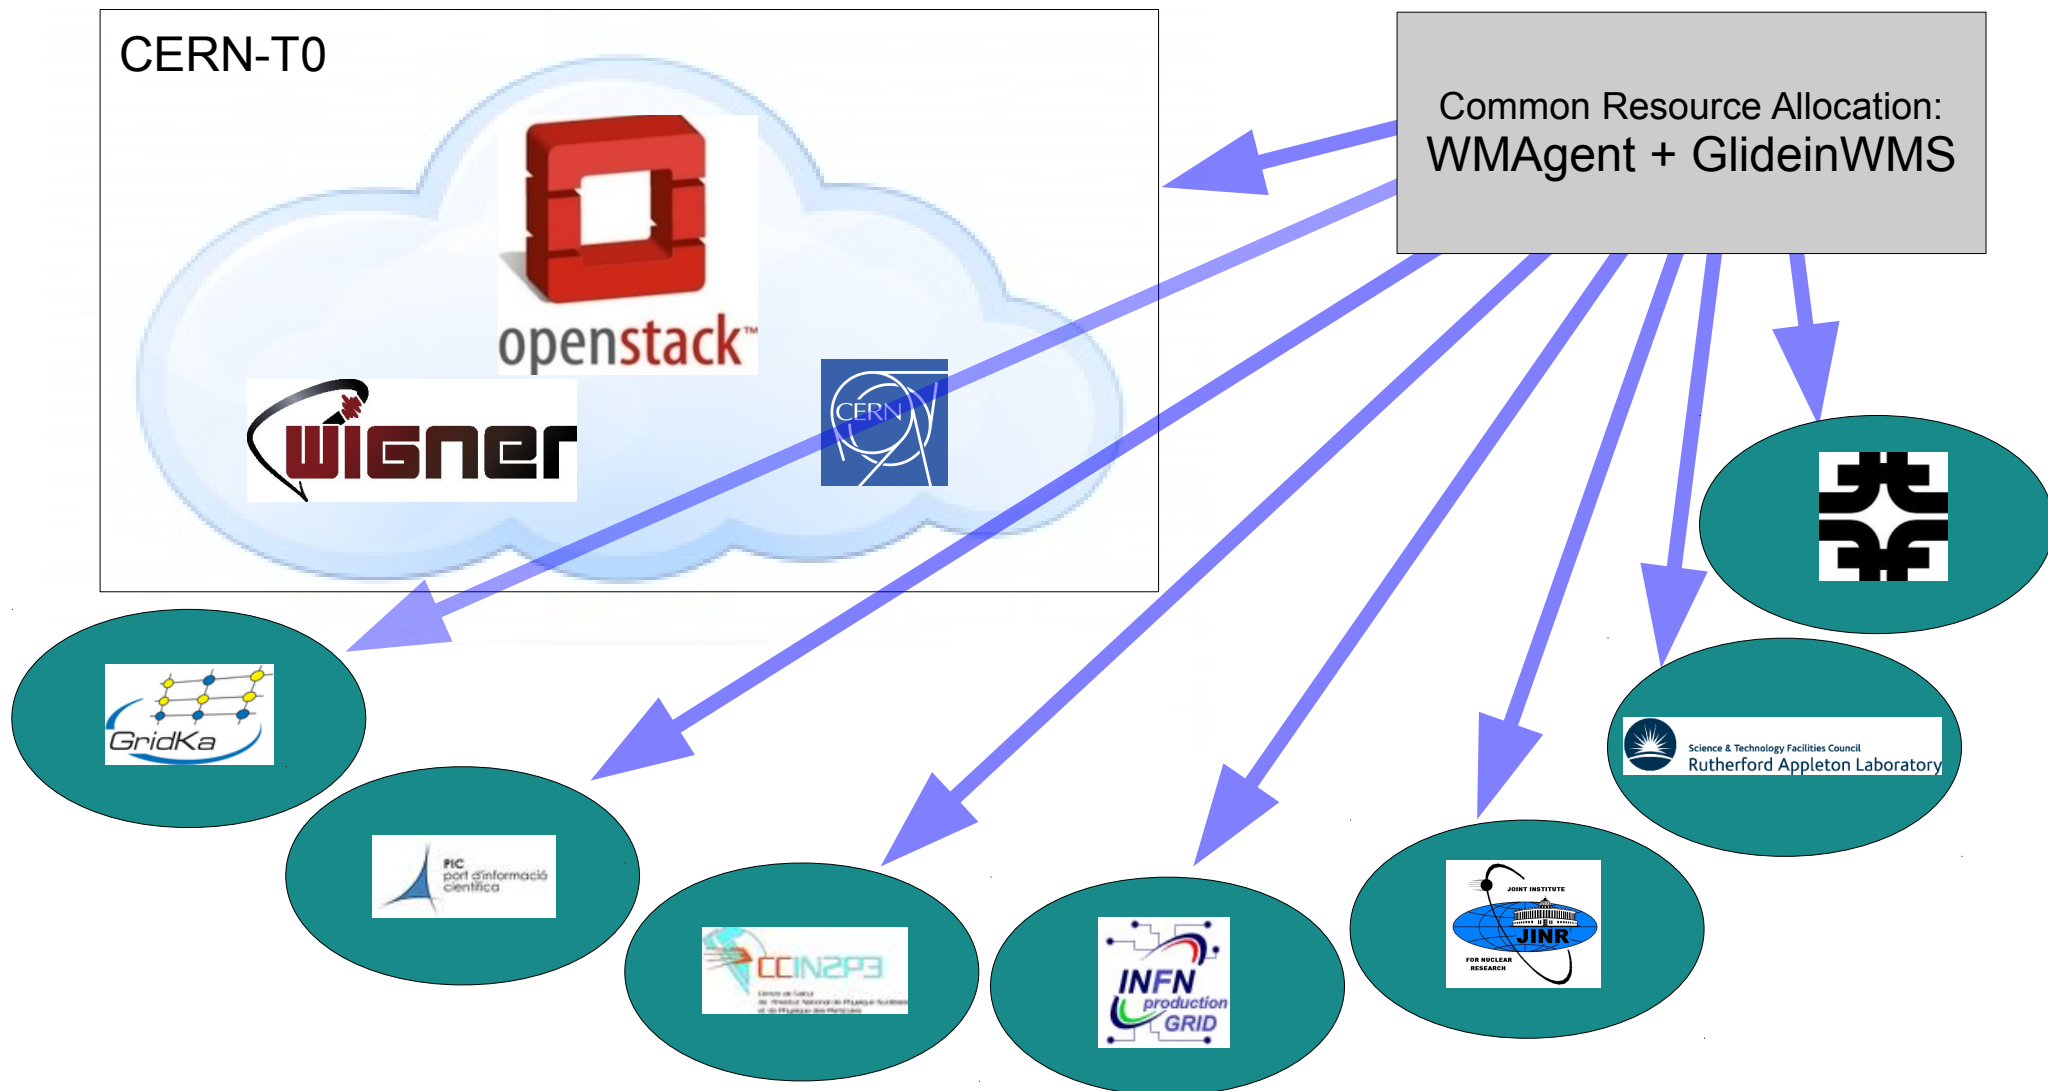 CERN-T0
Common Resource Allocation:
WMAgent + GlideinWMS
openstack™
CERN
wigner
GridKa
PIC
port d'informació
científica
CCIN2P3
INFN
production
GRID
JOINT INSTITUTE
JINR
FOR NUCLEAR
RESEARCH
Science & Technology Facilities Council
Rutherford Appleton Laboratory